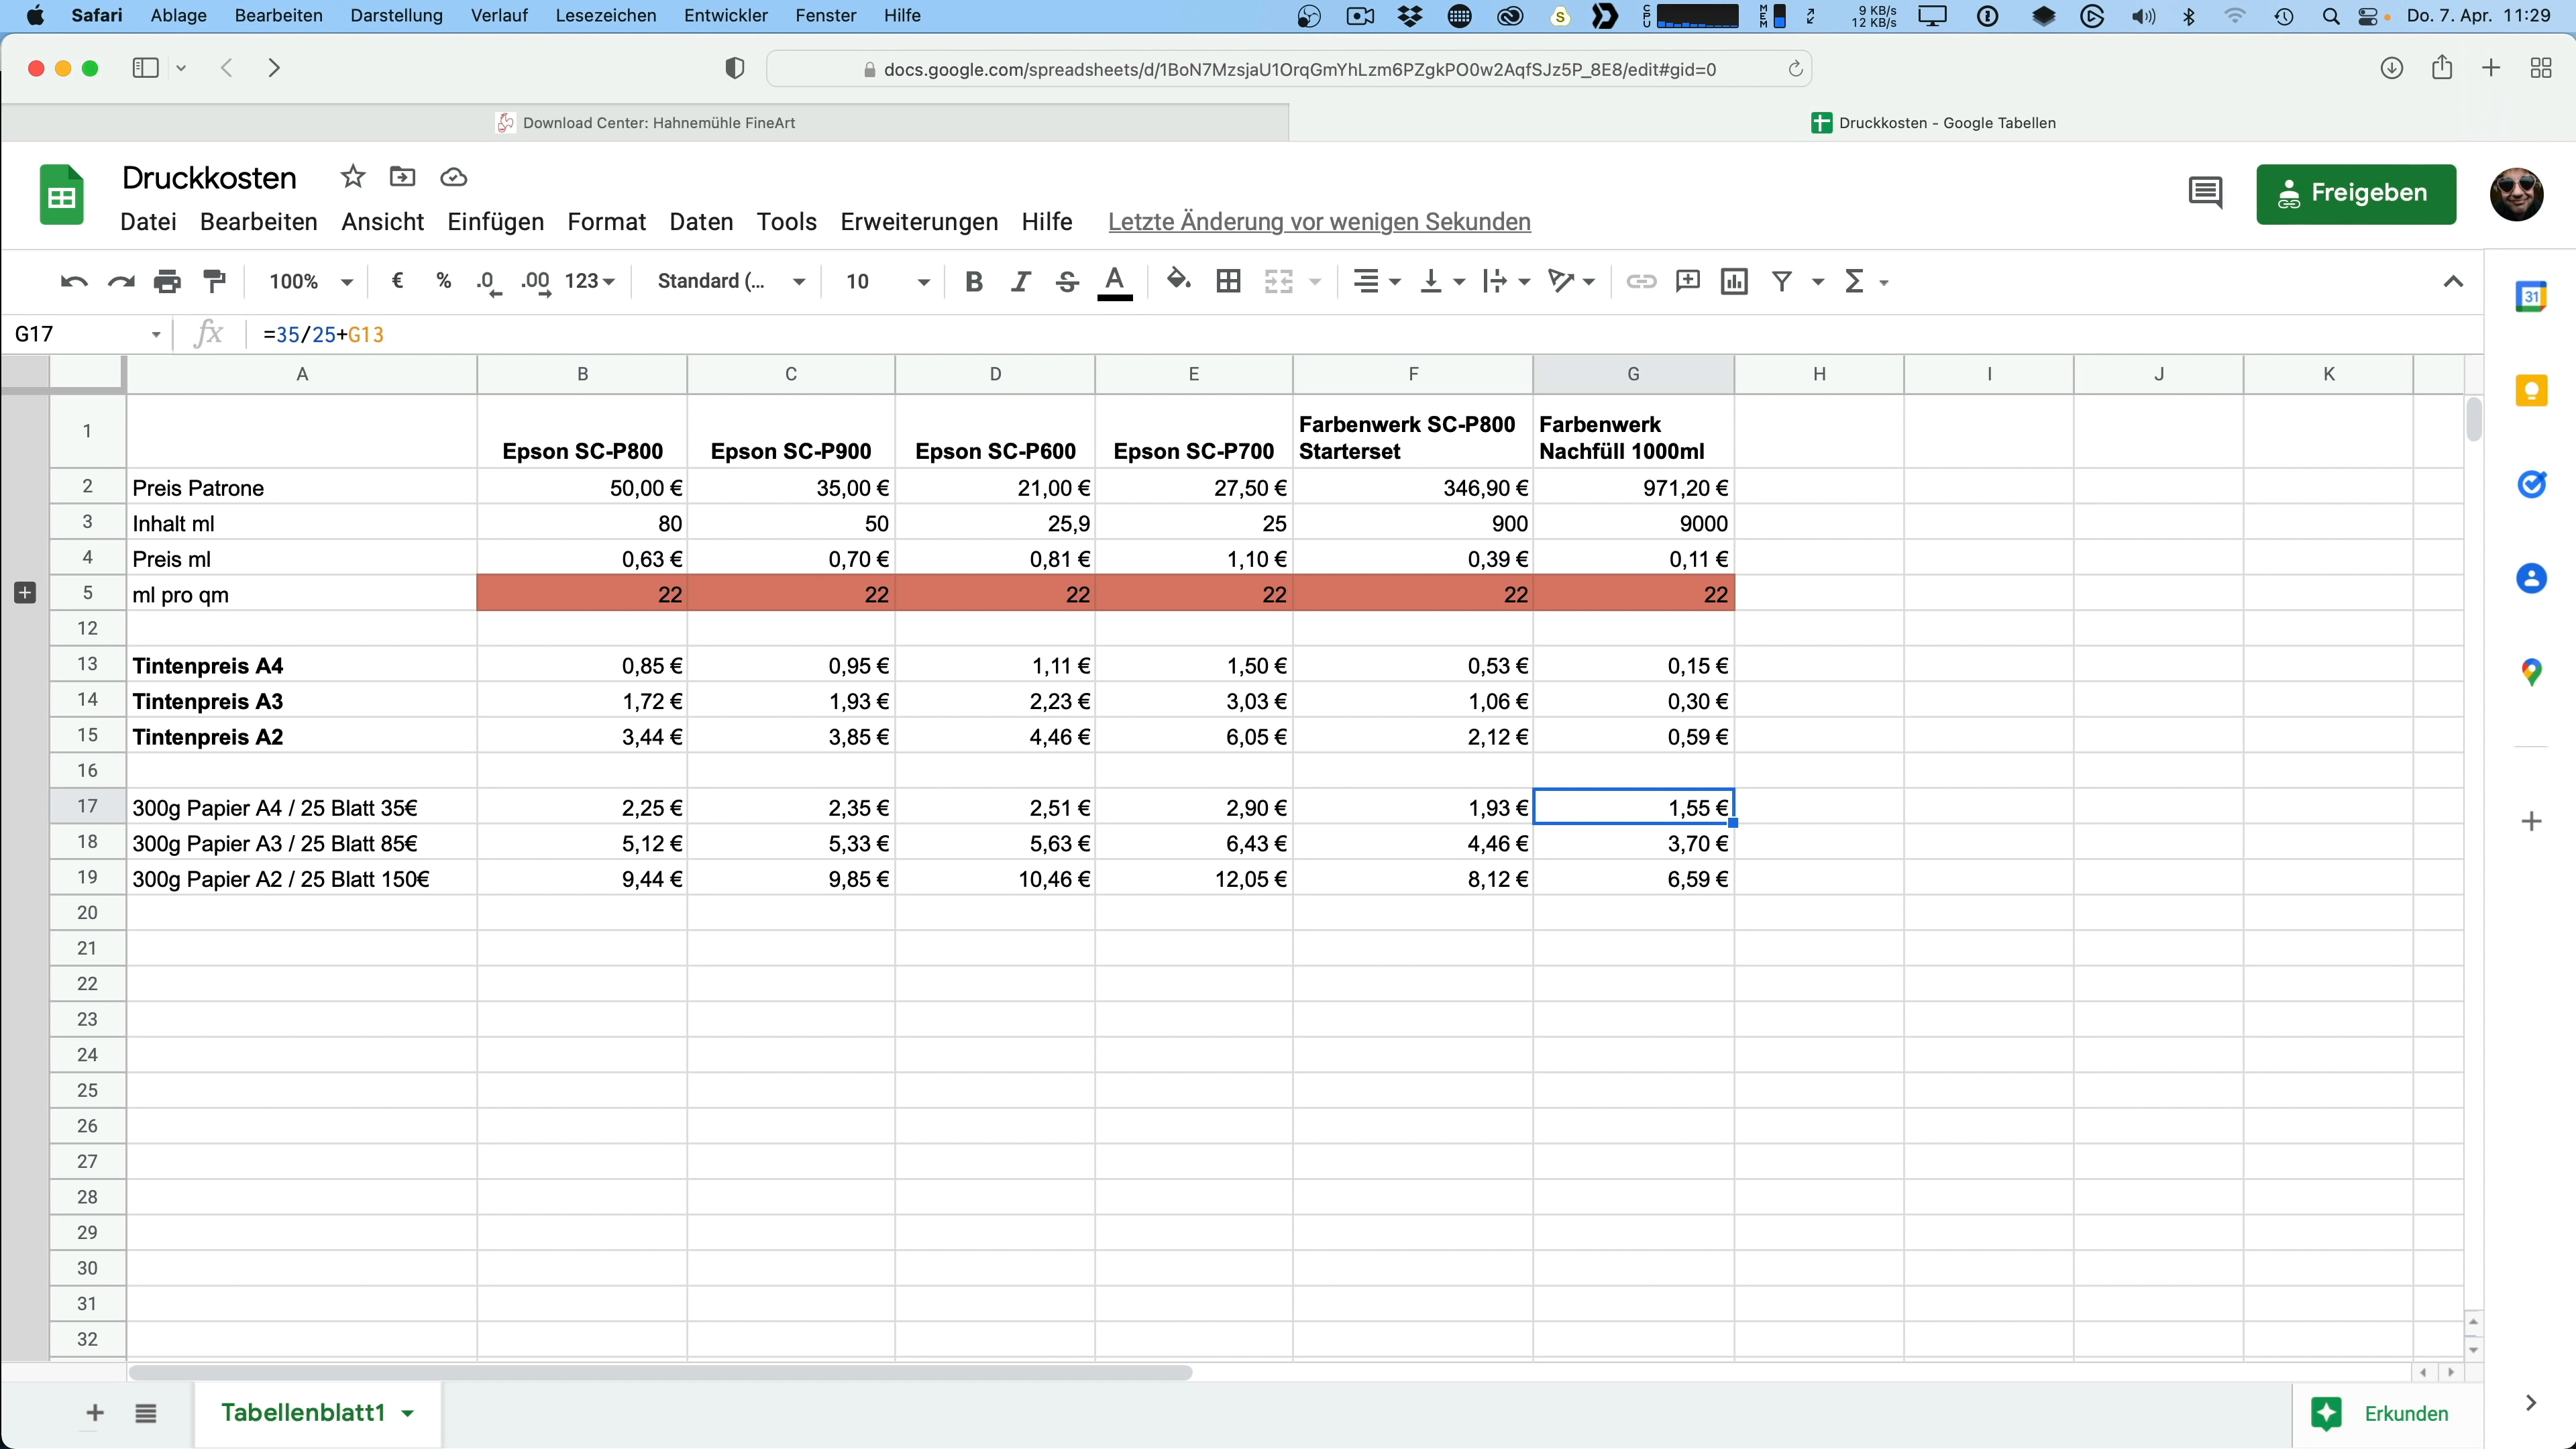 Safari Ablage Bearbeiten Darstellung Verlauf Lesezeichen Entwickler Fenster Hilfe S CPU MEM 9 KB/s 12 KB/s Do. 7. Apr. 11:29
docs.google.com/spreadsheets/d/1BoN7MzsjaU1OrqGmYhLzm6PZgkPO0w2AqfSJz5P_8E8/edit#gid=0
Download Center: Hahnemühle FineArt Druckkosten - Google Tabellen
Druckkosten
Freigeben
Datei Bearbeiten Ansicht Einfügen Format Daten Tools Erweiterungen Hilfe Letzte Änderung vor wenigen Sekunden
100% € % .0 .00 123 Standard (... 10 B I S A Σ
31
G17 fx =35/25+G13
A B C D E F G H I J K
1 Epson SC-P800 Epson SC-P900 Epson SC-P600 Epson SC-P700 Farbenwerk SC-P800 Starterset Farbenwerk Nachfüll 1000ml
2 Preis Patrone 50,00 € 35,00 € 21,00 € 27,50 € 346,90 € 971,20 €
3 Inhalt ml 80 50 25,9 25 900 9000
4 Preis ml 0,63 € 0,70 € 0,81 € 1,10 € 0,39 € 0,11 €
5 ml pro qm 22 22 22 22 22 22
12
13 Tintenpreis A4 0,85 € 0,95 € 1,11 € 1,50 € 0,53 € 0,15 €
14 Tintenpreis A3 1,72 € 1,93 € 2,23 € 3,03 € 1,06 € 0,30 €
15 Tintenpreis A2 3,44 € 3,85 € 4,46 € 6,05 € 2,12 € 0,59 €
16
17 300g Papier A4 / 25 Blatt 35€ 2,25 € 2,35 € 2,51 € 2,90 € 1,93 € 1,55 €
18 300g Papier A3 / 25 Blatt 85€ 5,12 € 5,33 € 5,63 € 6,43 € 4,46 € 3,70 €
19 300g Papier A2 / 25 Blatt 150€ 9,44 € 9,85 € 10,46 € 12,05 € 8,12 € 6,59 €
20
21
22
23
24
25
26
27
28
29
30
31
32
Tabellenblatt1 Erkunden